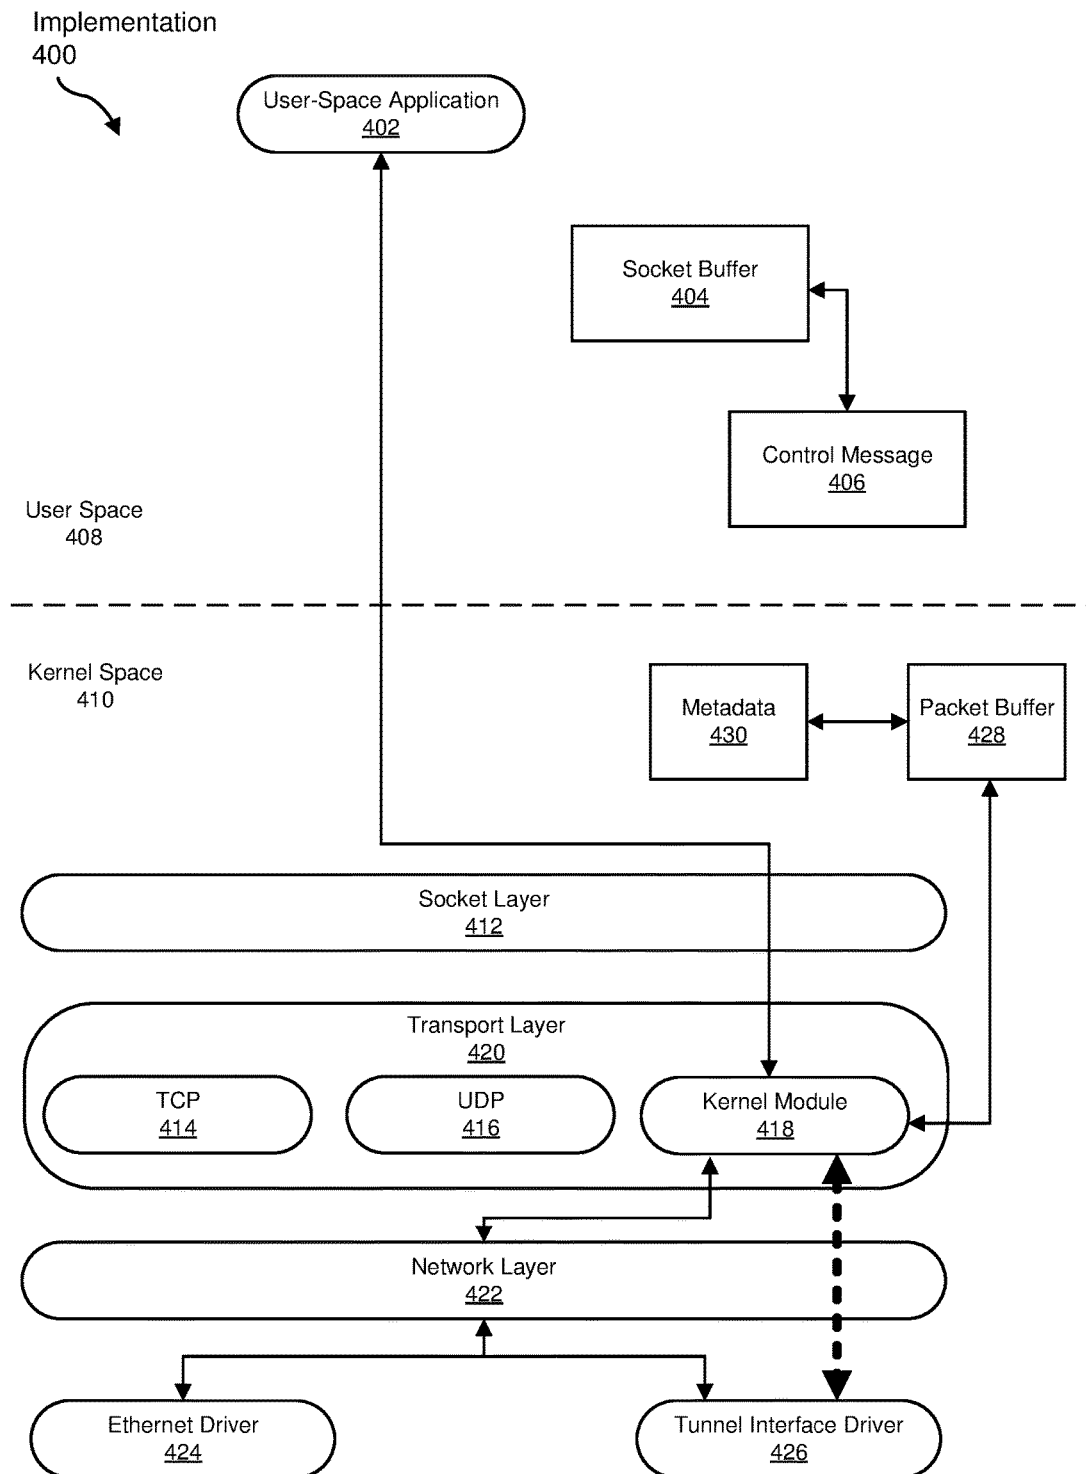 Implementation
400
User-Space Application
402
Socket Buffer
404
Control Message
406
User Space
408
Kernel Space
410
Metadata
430
Packet Buffer
428
Socket Layer
412
Transport Layer
420
TCP
414
UDP
416
Kernel Module
418
Network Layer
422
Ethernet Driver
424
Tunnel Interface Driver
426